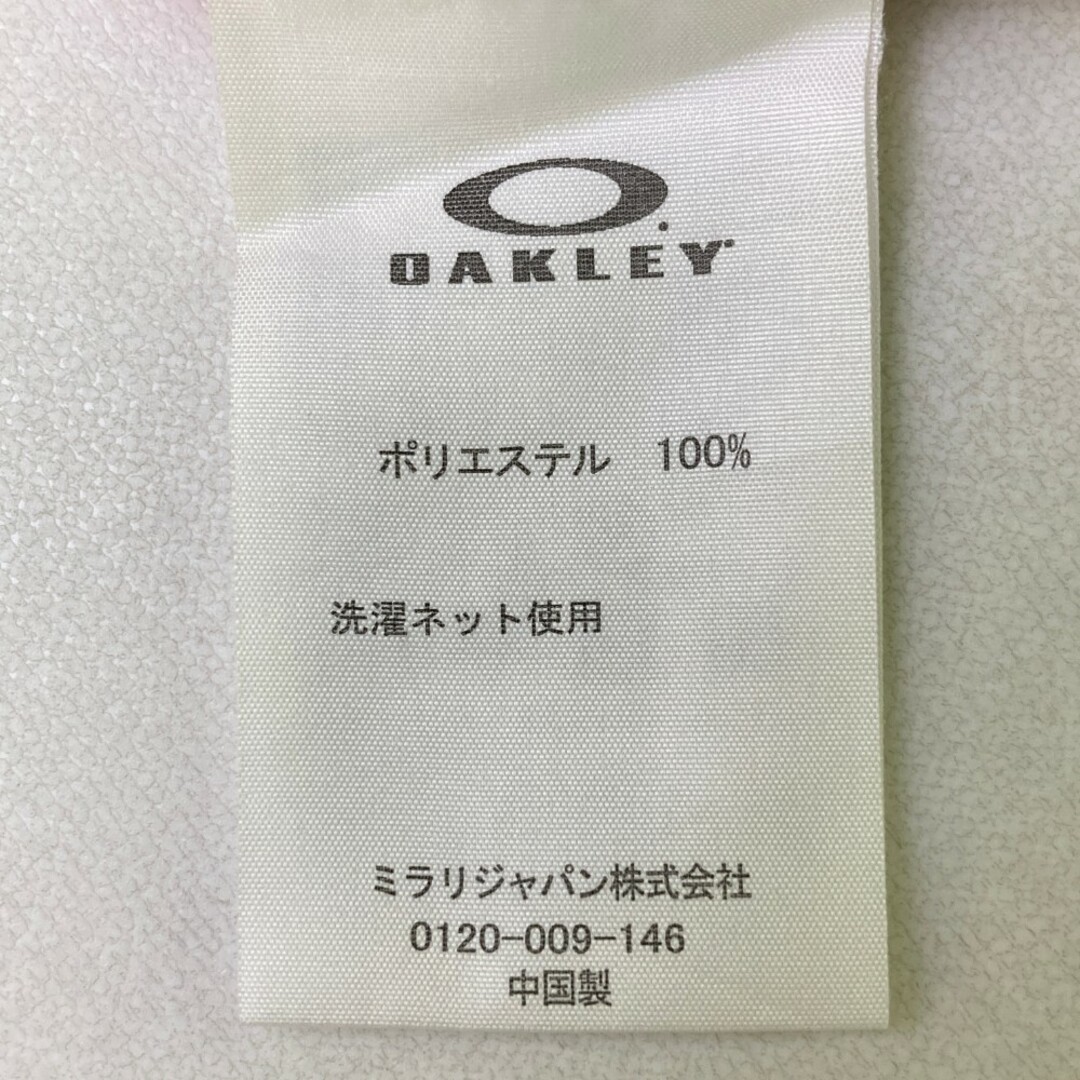 OAKLEY
ポリエステル 100%
洗濯ネット使用
ミラリジャパン株式会社
0120-009-146
中国製